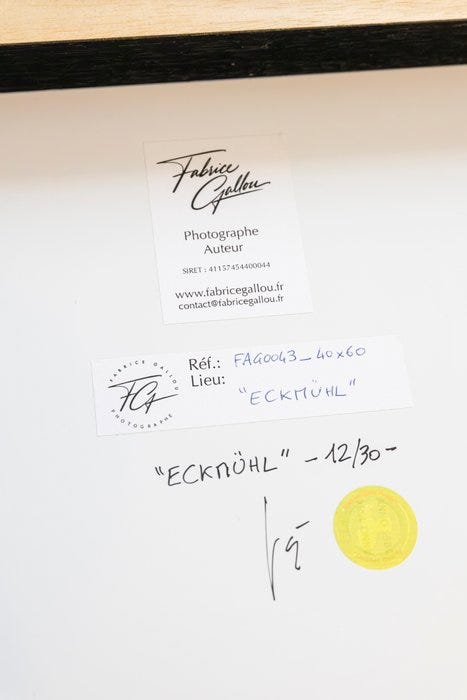 Fabrice
Gallou
Photographe
Auteur
SIRET : 41157454400044
www.fabricegallou.fr
contact@fabricegallou.fr
FABRICE GALLOU
FG
PHOTOGRAPHE
Réf.: FAG0043_40x60
Lieu: "ECKMÜHL"
"ECKMÜHL" - 12/30 -